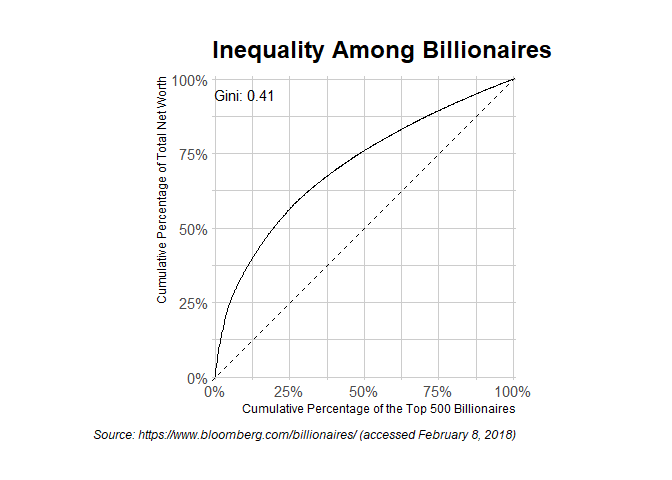 Inequality Among Billionaires
Cumulative Percentage of Total Net Worth
100%
75%
50%
25%
0%
Gini: 0.41
0%
25%
50%
75%
100%
Cumulative Percentage of the Top 500 Billionaires
Source: https://www.bloomberg.com/billionaires/ (accessed February 8, 2018)